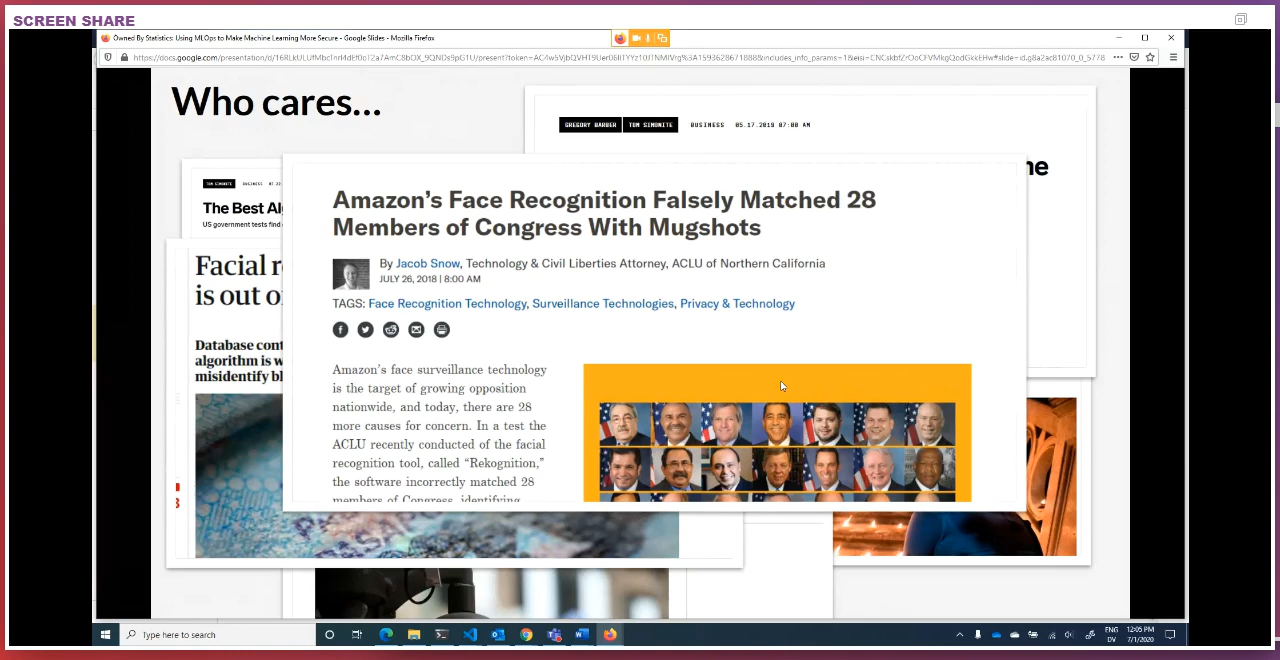 SCREEN SHARE
Owned By Statistics: Using MLOps to Make Machine Learning More Secure - Google Slides - Mozilla Firefox
Who cares...
GREGORY BARBER TOM SIMONITE BUSINESS 05.17.2019 07:00 AM
ne
TOM SIMONITE BUSINESS 07.22
The Best Al
US government tests find
Facial r
is out o
Database cont
algorithm is w
misidentify bl
Amazon's Face Recognition Falsely Matched 28
Members of Congress With Mugshots
By Jacob Snow, Technology & Civil Liberties Attorney, ACLU of Northern California
JULY 26, 2018 | 8:00 AM
TAGS: Face Recognition Technology, Surveillance Technologies, Privacy & Technology
Amazon's face surveillance technology
is the target of growing opposition
nationwide, and today, there are 28
more causes for concern. In a test the
ACLU recently conducted of the facial
recognition tool, called "Rekognition,"
the software incorrectly matched 28
members of Congress, identifying
Type here to search
ENG
DV
12:05 PM
7/1/2020